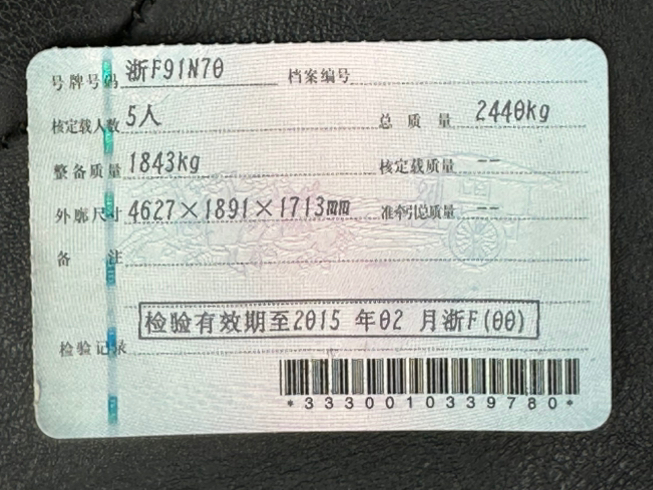 号牌号码 浙F91N70 档案编号
核定载人数 5人 总质量 2440kg
整备质量 1843kg 核定载质量 --
外廓尺寸 4627×1891×1713mm 准牵引总质量 --
备注
检验有效期至2015 年02 月浙F(00)
检验记录
*3330010339780*